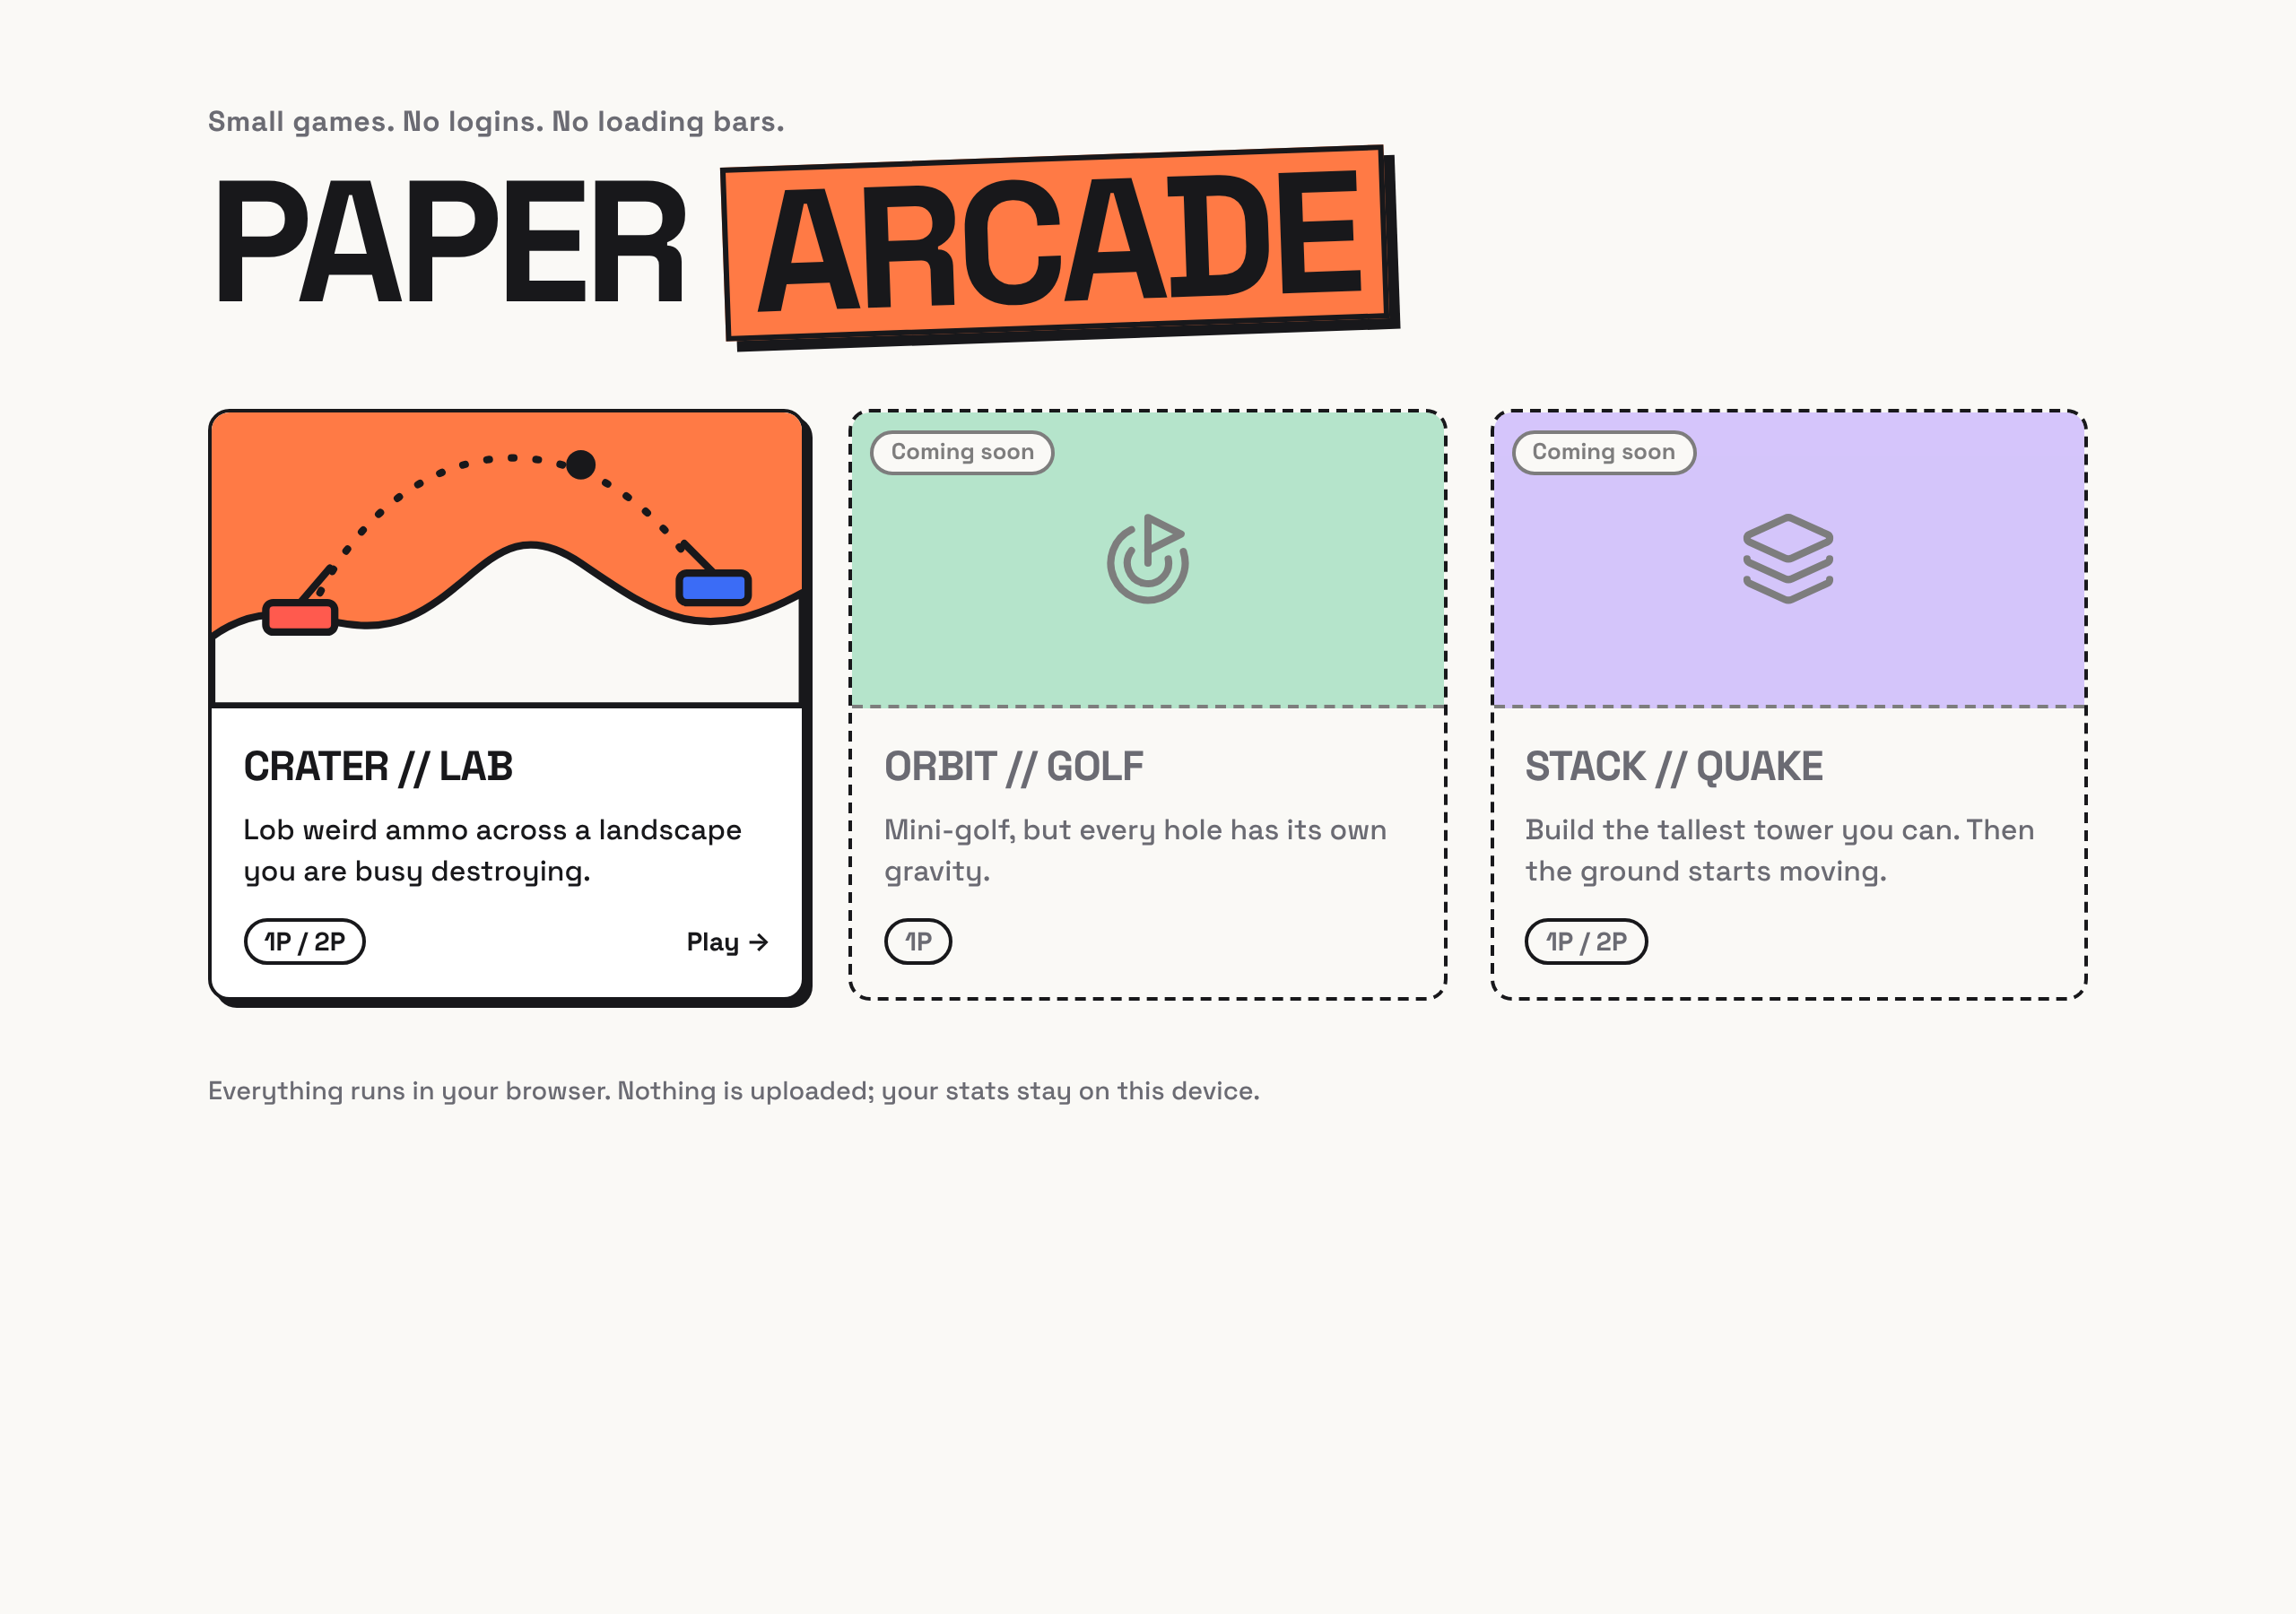 Small games. No logins. No loading bars.
PAPER ARCADE
CRATER // LAB
Lob weird ammo across a landscape
you are busy destroying.
1P / 2P
Play →
Coming soon
ORBIT // GOLF
Mini-golf, but every hole has its own
gravity.
1P
Coming soon
STACK // QUAKE
Build the tallest tower you can. Then
the ground starts moving.
1P / 2P
Everything runs in your browser. Nothing is uploaded; your stats stay on this device.